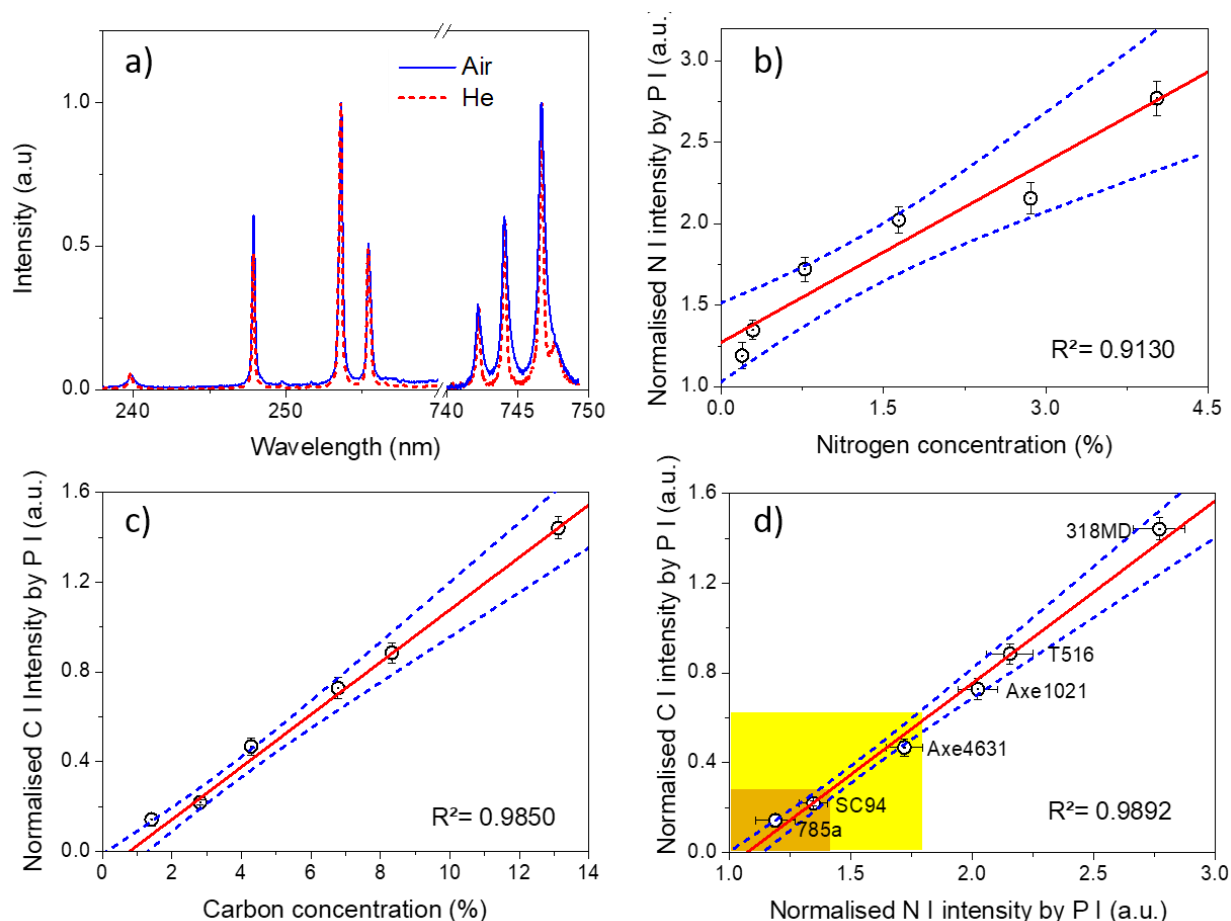 a)
Air
He
1.0
0.5
0.0
Intensity (a.u)
240
250
740
745
750
Wavelength (nm)
b)
3.0
2.5
2.0
1.5
1.0
Normalised N I intensity by P I (a.u.)
R²= 0.9130
0.0
1.5
3.0
4.5
Nitrogen concentration (%)
c)
1.6
1.2
0.8
0.4
0.0
Normalised C I Intensity by P I (a.u.)
R²= 0.9850
0
2
4
6
8
10
12
14
Carbon concentration (%)
d)
1.6
1.2
0.8
0.4
0.0
Normalised C I intensity by P I (a.u.)
318MD
T516
Axe1021
Axe4631
SC94
785a
R²= 0.9892
1.0
1.5
2.0
2.5
3.0
Normalised N I intensity by P I (a.u.)